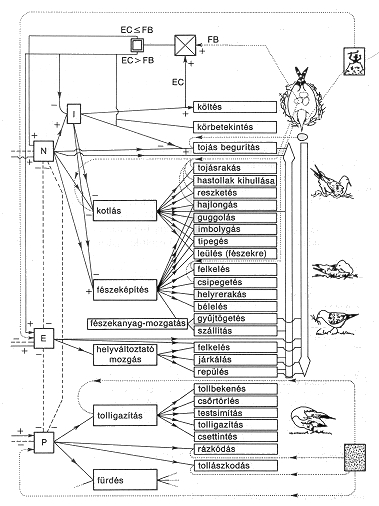 EC≤FB
EC>FB
FB
EC
I
N
E
P
költés
körbetekintés
tojás begurítás
kotlás
tojásrakás
hastollak kihullása
reszketés
hajlongás
guggolás
imbolygás
tipegés
leülés (fészekre)
fészeképítés
felkelés
csipegetés
helyrerakás
bélelés
gyűjtögetés
szállítás
fészekanyag-mozgatás
helyváltoztató
mozgás
felkelés
járkálás
repülés
tolligazítás
tollbekenés
csőrtörlés
testsimítás
tolligazítás
csettintés
rázkódás
tollászkodás
fürdés